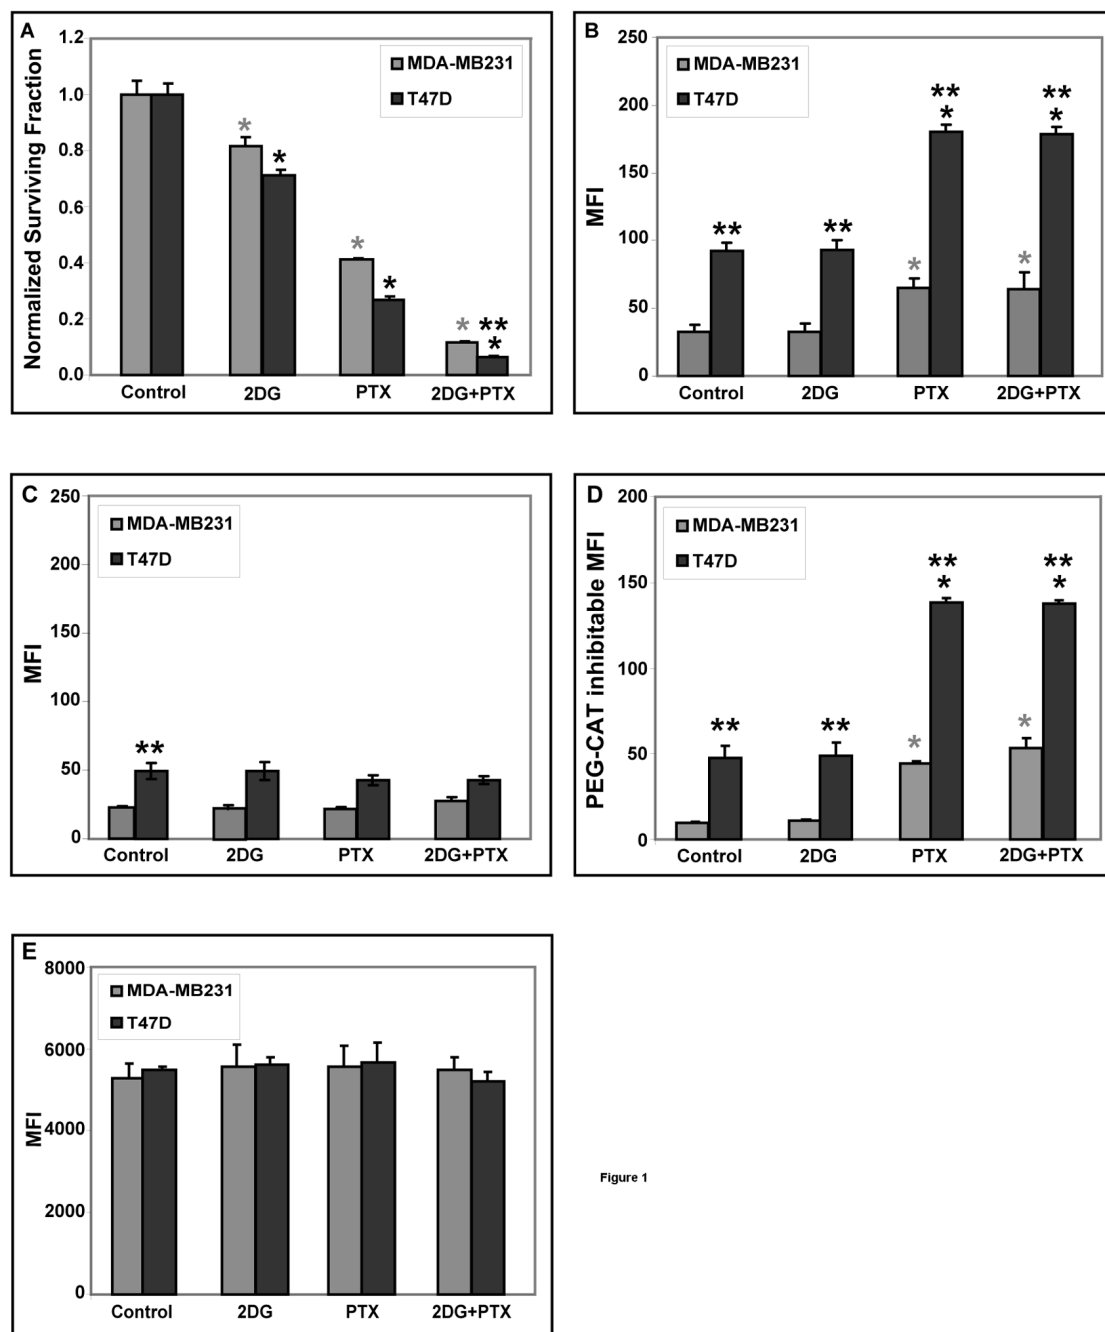 A
Normalized Surviving Fraction
1.2
1.0
0.8
0.6
0.4
0.2
0.0
MDA-MB231
T47D
*
*
*
*
*
**
*
Control
2DG
PTX
2DG+PTX
B
MFI
250
200
150
100
50
0
MDA-MB231
T47D
**
**
*
**
*
*
**
*
Control
2DG
PTX
2DG+PTX
C
MFI
250
200
150
100
50
0
MDA-MB231
T47D
**
Control
2DG
PTX
2DG+PTX
D
PEG-CAT inhibitable MFI
200
150
100
50
0
MDA-MB231
T47D
**
**
*
**
*
*
**
*
Control
2DG
PTX
2DG+PTX
E
MFI
8000
6000
4000
2000
0
MDA-MB231
T47D
Control
2DG
PTX
2DG+PTX
Figure 1